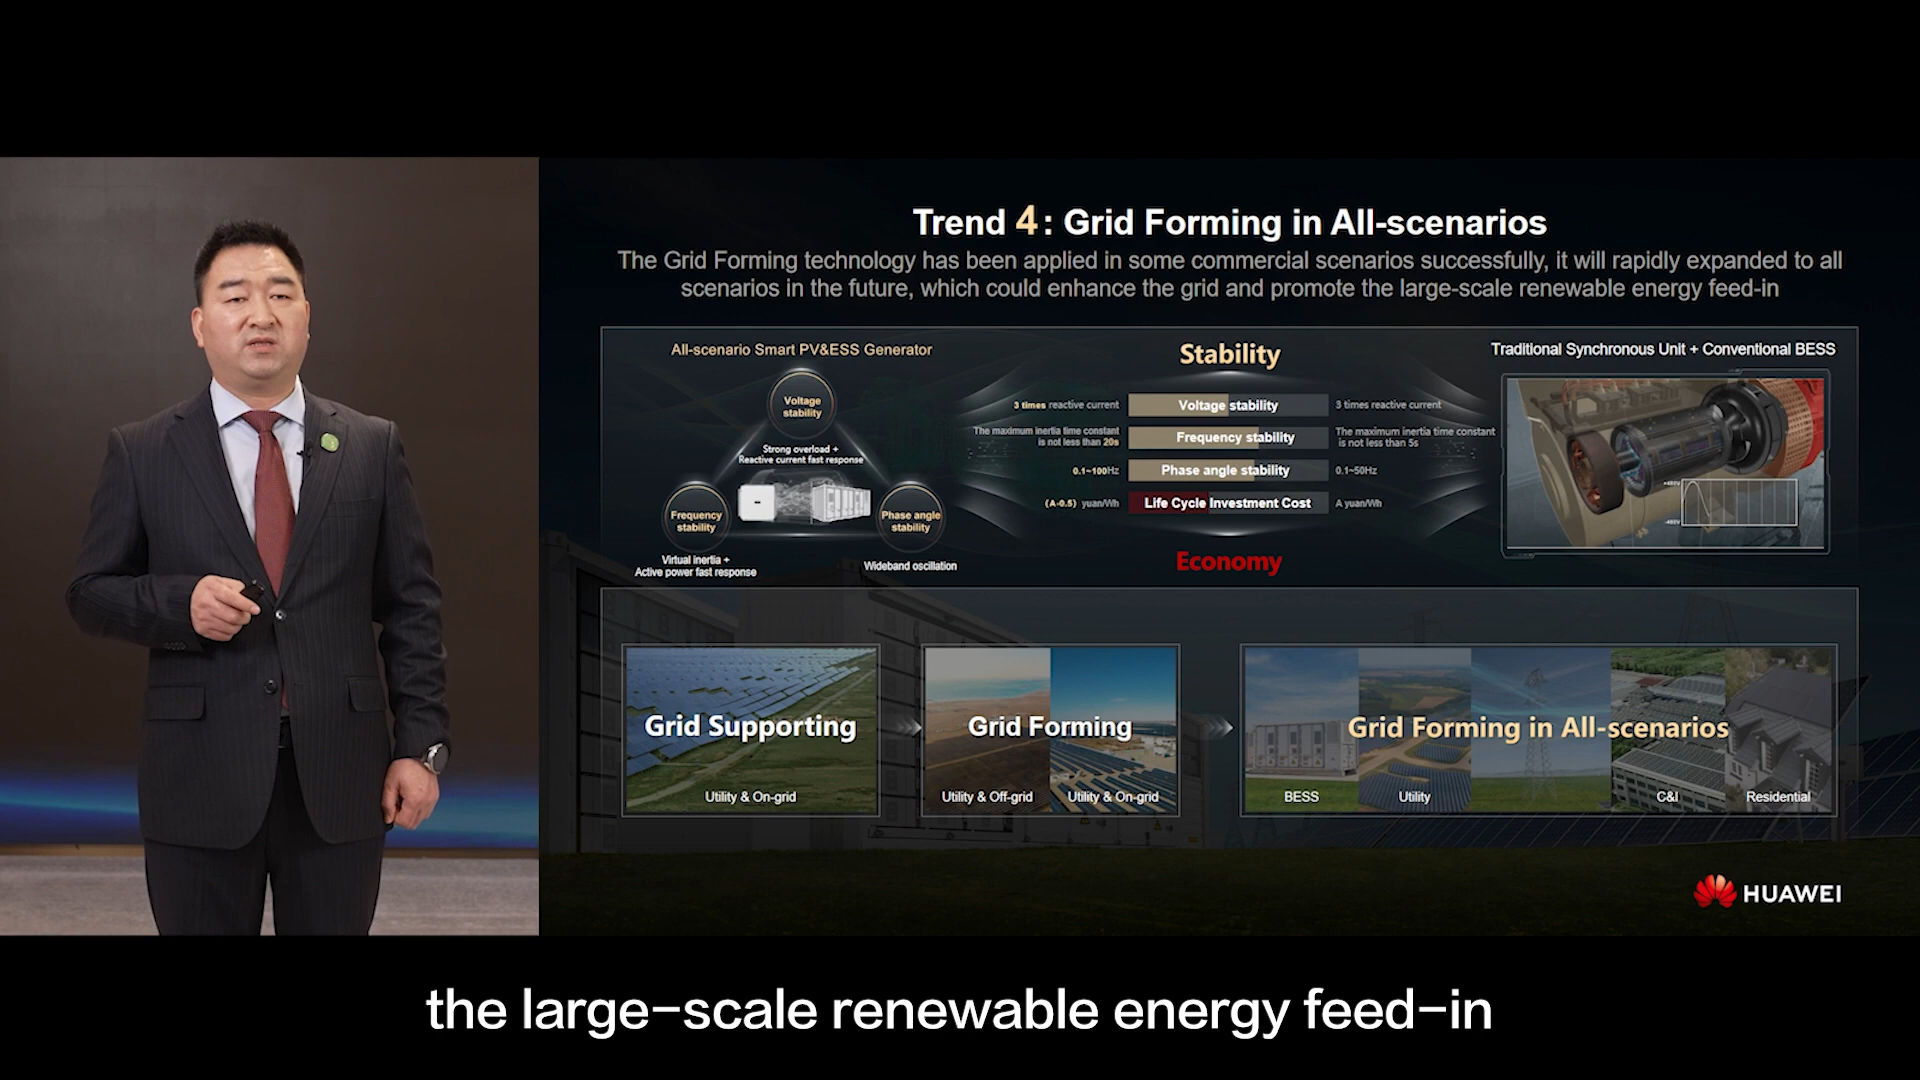 Trend 4: Grid Forming in All-scenarios
The Grid Forming technology has been applied in some commercial scenarios successfully, it will rapidly expanded to all
scenarios in the future, which could enhance the grid and promote the large-scale renewable energy feed-in
All-scenario Smart PV&ESS Generator
Voltage
stability
Strong overload +
Reactive current fast response
Frequency
stability
Phase angle
stability
Virtual inertia +
Active power fast response
Wideband oscillation
Stability
3 times reactive current
Voltage stability
3 times reactive current
The maximum inertia time constant
is not less than 20s
Frequency stability
The maximum inertia time constant
is not less than 5s
0.1~100Hz
Phase angle stability
0.1~50Hz
(A-0.5) yuan/Wh
Life Cycle Investment Cost
A yuan/Wh
Economy
Traditional Synchronous Unit + Conventional BESS
Grid Supporting
Utility & On-grid
Grid Forming
Utility & Off-grid
Utility & On-grid
Grid Forming in All-scenarios
BESS
Utility
C&I
Residential
HUAWEI
the large-scale renewable energy feed-in